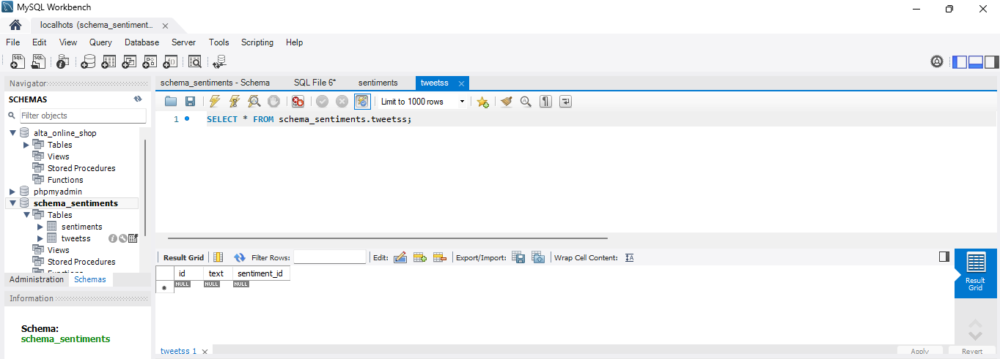 MySQL Workbench
localhots (schema_sentiment...
File Edit View Query Database Server Tools Scripting Help
Navigator
SCHEMAS
Filter objects
alta_online_shop
Tables
Views
Stored Procedures
Functions
phpmyadmin
schema_sentiments
Tables
sentiments
tweetss
Views
Stored Procedures
Functions
Administration Schemas
Information
Schema:
schema_sentiments
schema_sentiments - Schema SQL File 6* sentiments tweetss
Limit to 1000 rows
1 SELECT * FROM schema_sentiments.tweetss;
Result Grid Filter Rows: Edit: Export/Import: Wrap Cell Content:
id text sentiment_id
NULL NULL NULL
Result
Grid
tweetss 1
Apply Revert